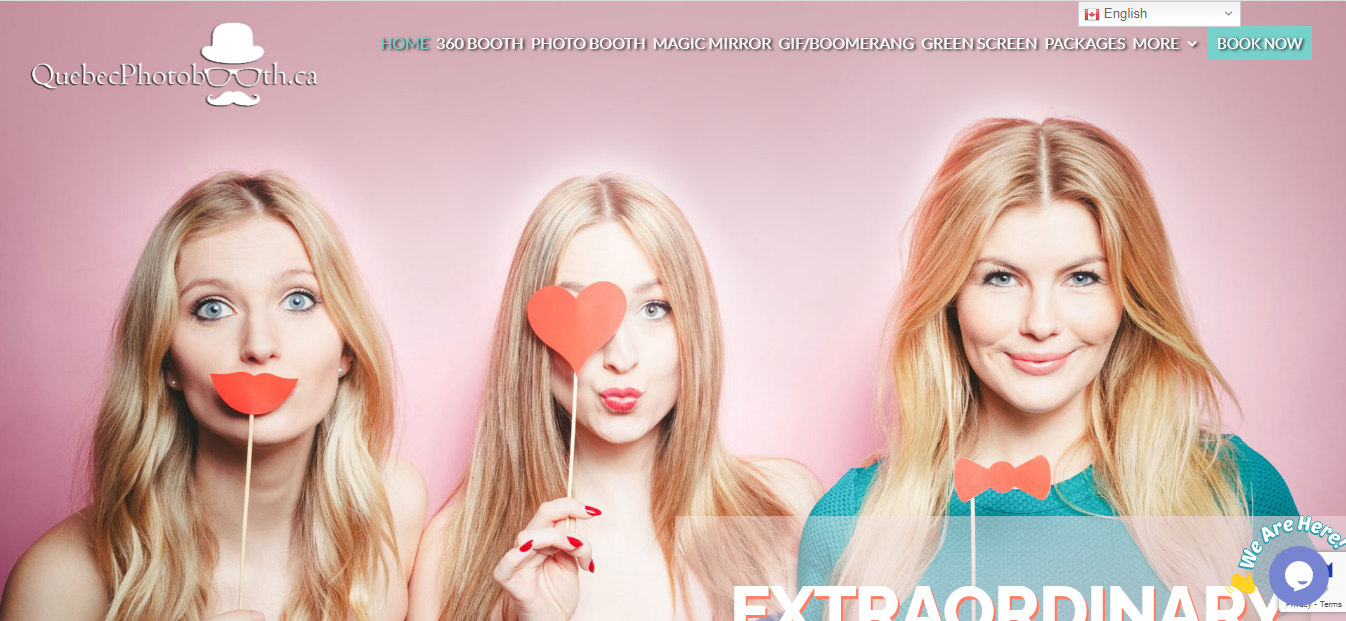 English
QuebecPhotobooth.ca
HOME 360 BOOTH PHOTO BOOTH MAGIC MIRROR GIF/BOOMERANG GREEN SCREEN PACKAGES MORE BOOK NOW
We Are Here!
EXTRAORDINARY
Privacy - Terms